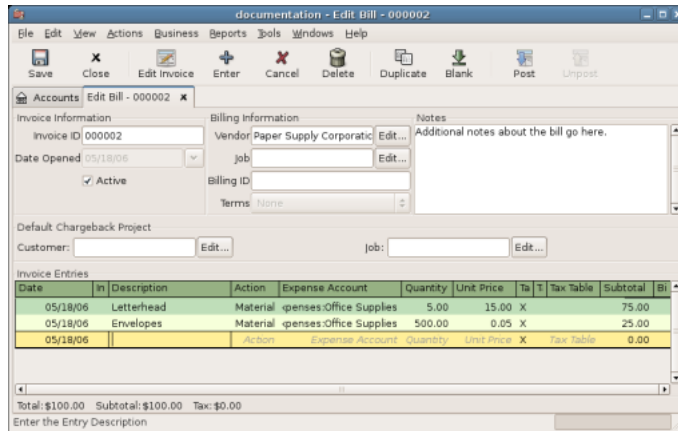 documentation - Edit Bill - 000002
File Edit View Actions Business Reports Tools Windows Help
Save Close Edit Invoice Enter Cancel Delete Duplicate Blank Post Unpost
Accounts Edit Bill - 000002
Invoice Information Billing Information Notes
Invoice ID 000002 Vendor Paper Supply Corporatic Edit... Additional notes about the bill go here.
Date Opened 05/18/06 Job Edit...
Active Billing ID
Terms None
Default Chargeback Project
Customer: Edit... Job: Edit...
Invoice Entries
Date In Description Action Expense Account Quantity Unit Price Ta T Tax Table Subtotal Bi
05/18/06 Letterhead Material penses:Office Supplies 5.00 15.00 X 75.00
05/18/06 Envelopes Material penses:Office Supplies 500.00 0.05 X 25.00
05/18/06 Action Expense Account Quantity Unit Price X Tax Table 0.00
Total: $100.00 Subtotal: $100.00 Tax: $0.00
Enter the Entry Description